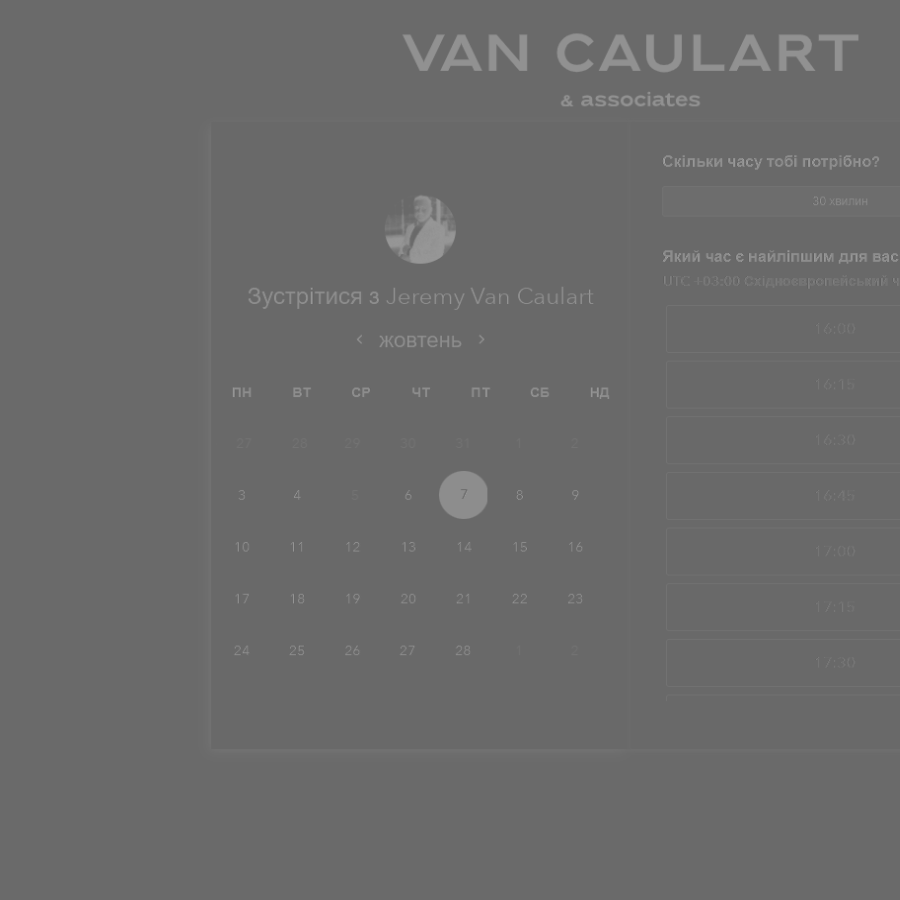 VAN CAULART
& associates
Зустрітися з Jeremy Van Caulart
жовтень
ПН ВТ СР ЧТ ПТ СБ НД
27 28 29 30 31 1 2
3 4 5 6 7 8 9
10 11 12 13 14 15 16
17 18 19 20 21 22 23
24 25 26 27 28 1 2
Скільки часу тобі потрібно?
30 хвилин
Який час є найліпшим для вас
UTC +03:00 Східноєвропейський ч
16:00
16:15
16:30
16:45
17:00
17:15
17:30